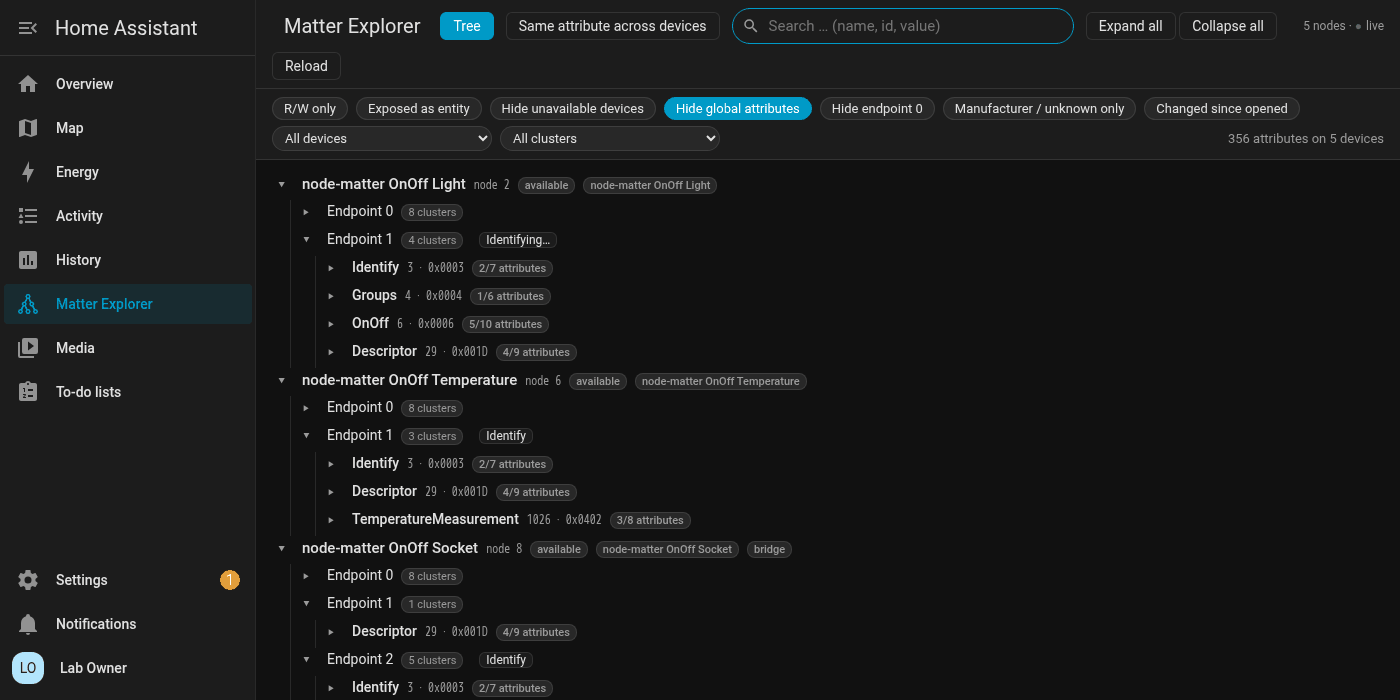 Home Assistant
Overview
Map
Energy
Activity
History
Matter Explorer
Media
To-do lists
Settings 1
Notifications
LO Lab Owner
Matter Explorer Tree Same attribute across devices Search … (name, id, value) Expand all Collapse all 5 nodes · ● live
Reload
R/W only Exposed as entity Hide unavailable devices Hide global attributes Hide endpoint 0 Manufacturer / unknown only Changed since opened
All devices All clusters 356 attributes on 5 devices
node-matter OnOff Light node 2 available node-matter OnOff Light
Endpoint 0 8 clusters
Endpoint 1 4 clusters Identifying…
Identify 3 · 0x0003 2/7 attributes
Groups 4 · 0x0004 1/6 attributes
OnOff 6 · 0x0006 5/10 attributes
Descriptor 29 · 0x001D 4/9 attributes
node-matter OnOff Temperature node 6 available node-matter OnOff Temperature
Endpoint 0 8 clusters
Endpoint 1 3 clusters Identify
Identify 3 · 0x0003 2/7 attributes
Descriptor 29 · 0x001D 4/9 attributes
TemperatureMeasurement 1026 · 0x0402 3/8 attributes
node-matter OnOff Socket node 8 available node-matter OnOff Socket bridge
Endpoint 0 8 clusters
Endpoint 1 1 clusters
Descriptor 29 · 0x001D 4/9 attributes
Endpoint 2 5 clusters Identify
Identify 3 · 0x0003 2/7 attributes